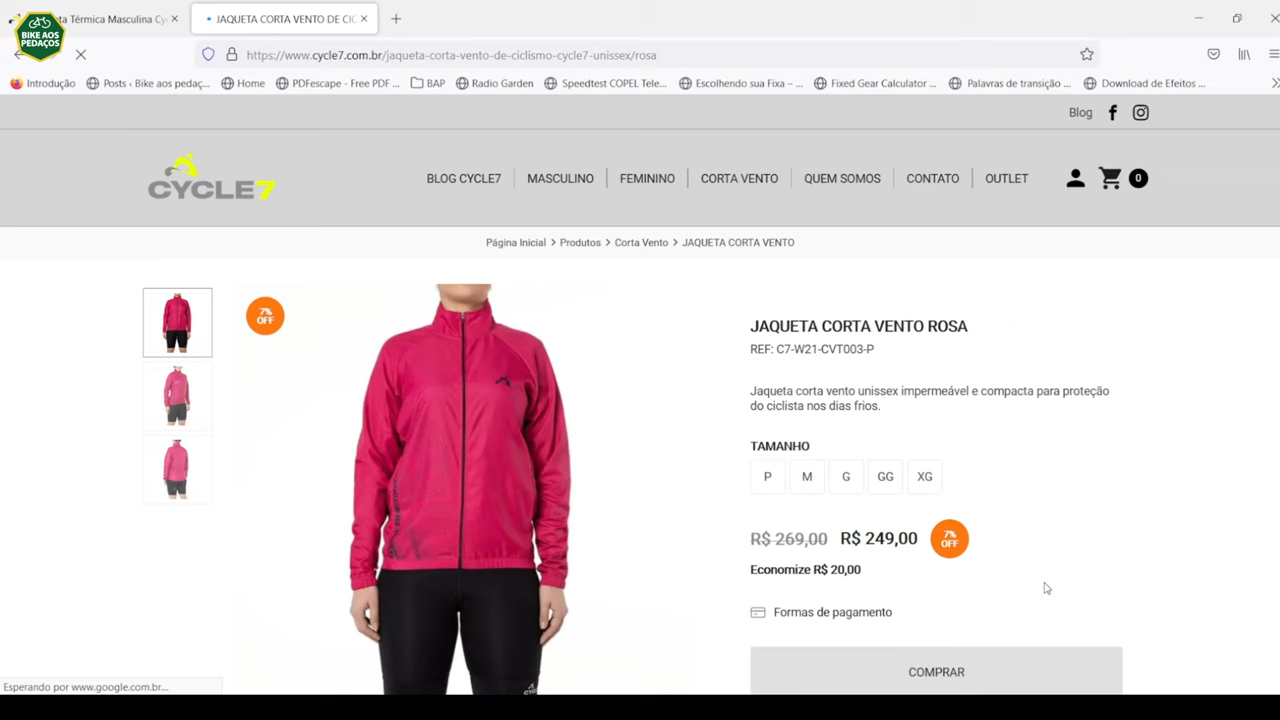 BIKE AOS
PEDAÇOS
ta Térmica Masculina Cy
JAQUETA CORTA VENTO DE CIC
https://www.cycle7.com.br/jaqueta-corta-vento-de-ciclismo-cycle7-unissex/rosa
Introdução
Posts ‹ Bike aos pedaç...
Home
PDFescape - Free PDF ...
BAP
Radio Garden
Speedtest COPEL Tele...
Escolhendo sua Fixa – ...
Fixed Gear Calculator ...
Palavras de transição ...
Download de Efeitos ...
Blog
CYCLE7
BLOG CYCLE7
MASCULINO
FEMININO
CORTA VENTO
QUEM SOMOS
CONTATO
OUTLET
0
Página Inicial > Produtos > Corta Vento > JAQUETA CORTA VENTO
7%
OFF
JAQUETA CORTA VENTO ROSA
REF: C7-W21-CVT003-P
Jaqueta corta vento unissex impermeável e compacta para proteção
do ciclista nos dias frios.
TAMANHO
P M G GG XG
R$ 269,00 R$ 249,00
7%
OFF
Economize R$ 20,00
Formas de pagamento
COMPRAR
Esperando por www.google.com.br...